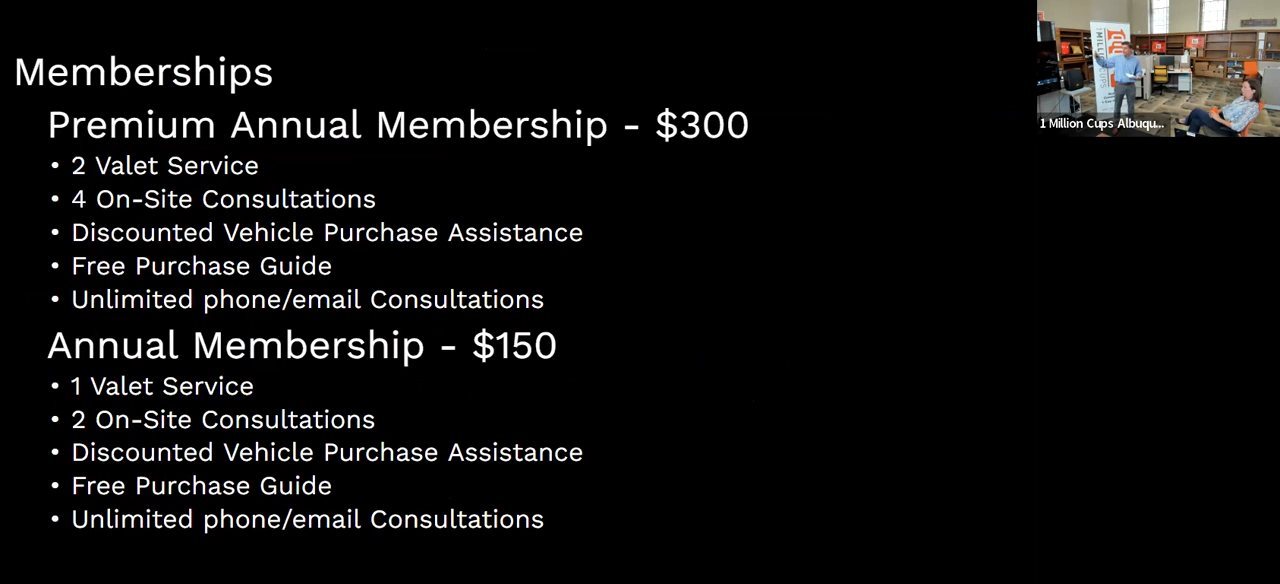 Memberships
Premium Annual Membership - $300
• 2 Valet Service
• 4 On-Site Consultations
• Discounted Vehicle Purchase Assistance
• Free Purchase Guide
• Unlimited phone/email Consultations
Annual Membership - $150
• 1 Valet Service
• 2 On-Site Consultations
• Discounted Vehicle Purchase Assistance
• Free Purchase Guide
• Unlimited phone/email Consultations
1 Million Cups Albuqu...